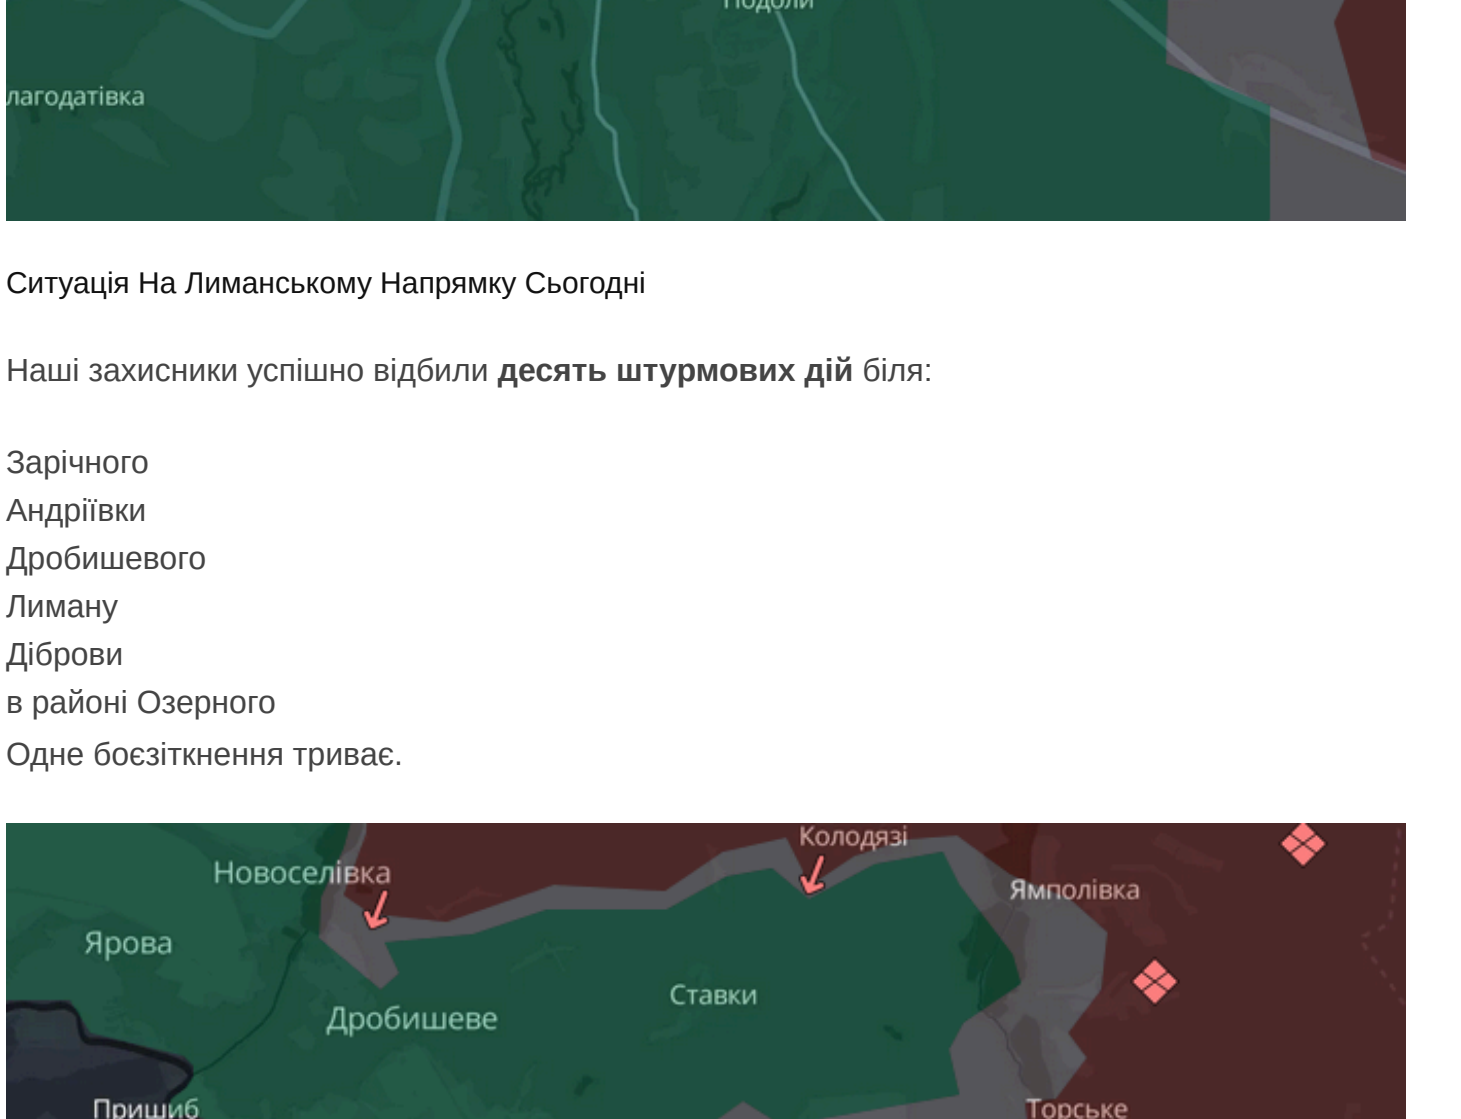 Подоли
лагодатівка
Ситуація На Лиманському Напрямку Сьогодні
Наші захисники успішно відбили десять штурмових дій біля:
Зарічного
Андріївки
Дробишевого
Лиману
Діброви
в районі Озерного
Одне боєзіткнення триває.
Колодязі
Новоселівка
Ямполівка
Ярова
Ставки
Дробишеве
Пришиб
Торське